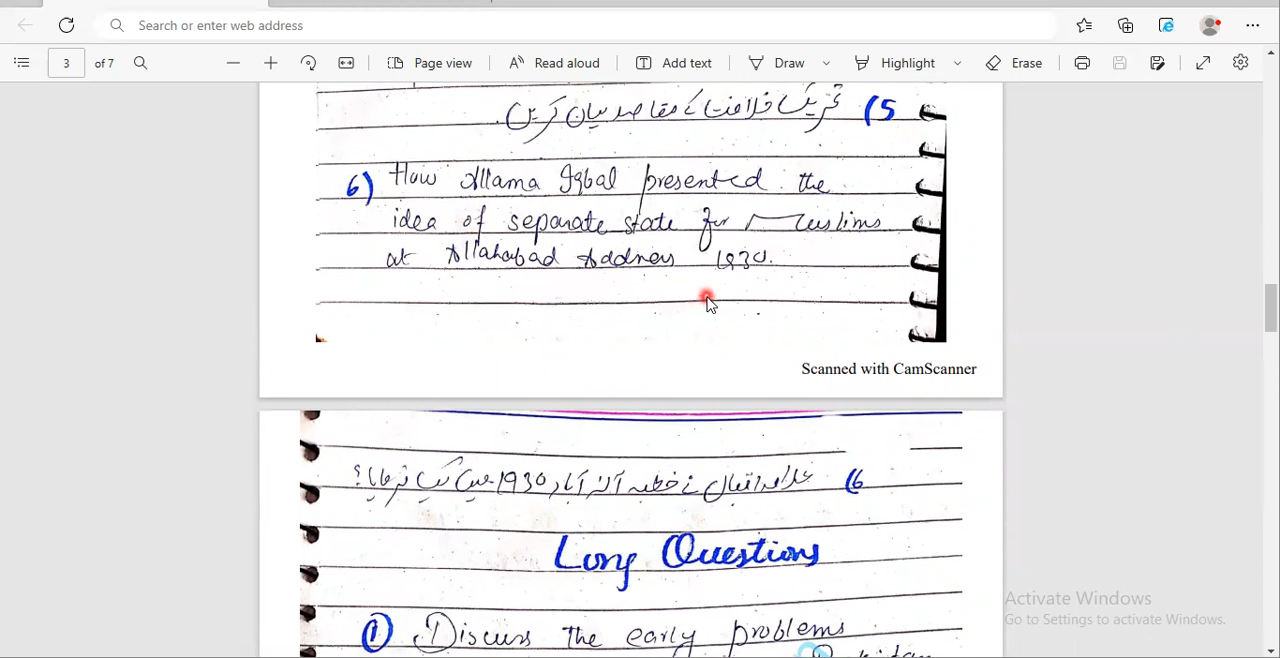 Search or enter web address
3 of 7
Page view
Read aloud
Add text
Draw
Highlight
Erase
5) تحریک خلافت کے مقاصد بیان کریں.
6) How Allama Iqbal presented the
idea of separate state for Muslims
at Allahabad Address 1930.
Scanned with CamScanner
6) علامہ اقبال نے خطبہ الہ آباد 1930 میں کیا فرمایا؟
Long Questions
① Discuss the early problems
Activate Windows
Go to Settings to activate Windows.